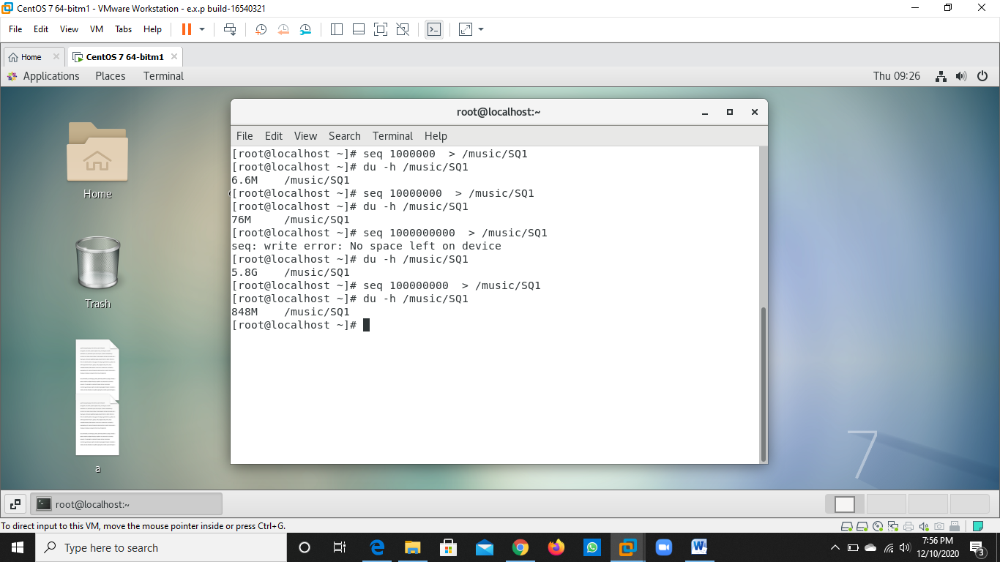 CentOS 7 64-bitm1 - VMware Workstation - e.x.p build-16540321
File Edit View VM Tabs Help
Home
CentOS 7 64-bitm1
Applications Places Terminal Thu 09:26
root@localhost:~
File Edit View Search Terminal Help
[root@localhost ~]# seq 1000000  > /music/SQ1
[root@localhost ~]# du -h /music/SQ1
6.6M    /music/SQ1
[root@localhost ~]# seq 10000000  > /music/SQ1
[root@localhost ~]# du -h /music/SQ1
76M     /music/SQ1
[root@localhost ~]# seq 1000000000  > /music/SQ1
seq: write error: No space left on device
[root@localhost ~]# du -h /music/SQ1
5.8G    /music/SQ1
[root@localhost ~]# seq 100000000  > /music/SQ1
[root@localhost ~]# du -h /music/SQ1
848M    /music/SQ1
[root@localhost ~]#
Home
Trash
a
7
root@localhost:~
To direct input to this VM, move the mouse pointer inside or press Ctrl+G.
Type here to search
7:56 PM
12/10/2020
3